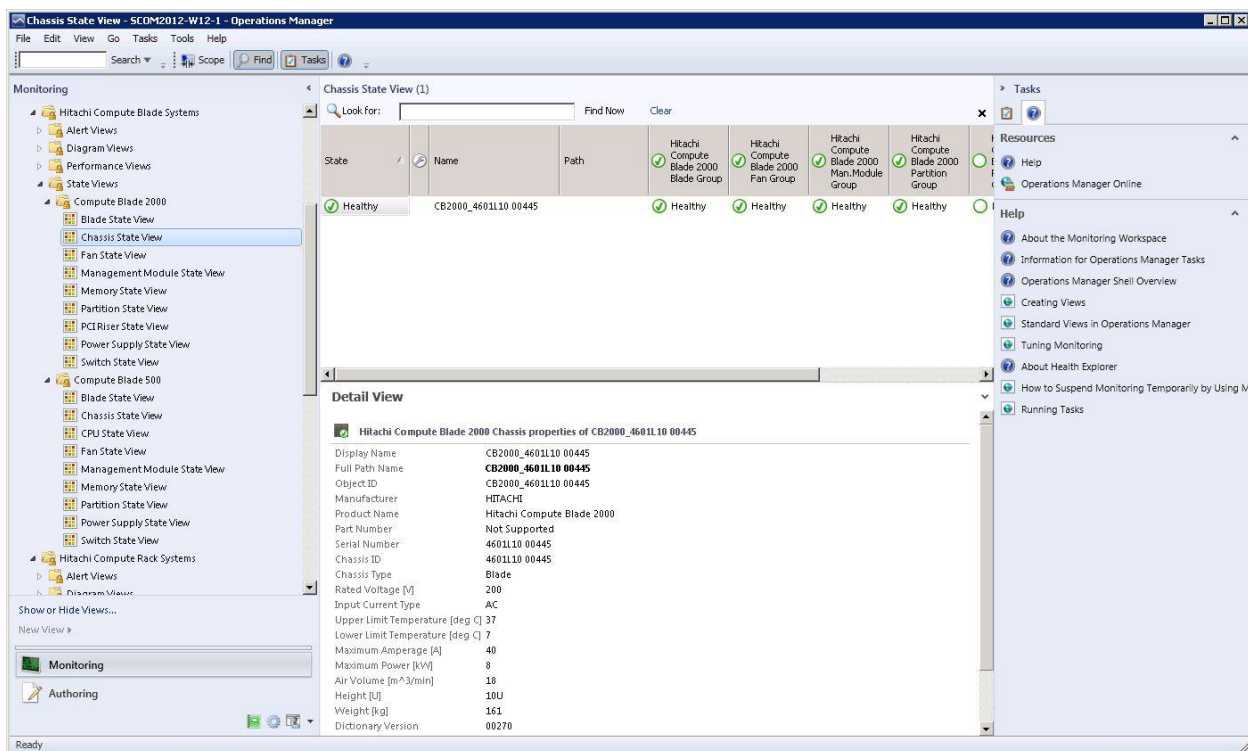 Chassis State View - SCOM2012-W12-1 - Operations Manager
File Edit View Go Tasks Tools Help
Search Scope Find Tasks
Monitoring
Hitachi Compute Blade Systems
Alert Views
Diagram Views
Performance Views
State Views
Compute Blade 2000
Blade State View
Chassis State View
Fan State View
Management Module State View
Memory State View
Partition State View
PCI Riser State View
Power Supply State View
Switch State View
Compute Blade 500
Blade State View
Chassis State View
CPU State View
Fan State View
Management Module State View
Memory State View
Partition State View
Power Supply State View
Switch State View
Hitachi Compute Rack Systems
Alert Views
Diagram Views
Show or Hide Views...
New View
Monitoring
Authoring
Ready
Chassis State View (1)
Look for: Find Now Clear
State Name Path
Hitachi Compute Blade 2000 Blade Group
Hitachi Compute Blade 2000 Fan Group
Hitachi Compute Blade 2000 Man.Module Group
Hitachi Compute Blade 2000 Partition Group
Healthy CB2000_4601L10 00445 Healthy Healthy Healthy Healthy
Detail View
Hitachi Compute Blade 2000 Chassis properties of CB2000_4601L10 00445
Display Name CB2000_4601L10 00445
Full Path Name CB2000_4601L10 00445
Object ID CB2000_4601L10 00445
Manufacturer HITACHI
Product Name Hitachi Compute Blade 2000
Part Number Not Supported
Serial Number 4601L10 00445
Chassis ID 4601L10 00445
Chassis Type Blade
Rated Voltage [V] 200
Input Current Type AC
Upper Limit Temperature [deg C] 37
Lower Limit Temperature [deg C] 7
Maximum Amperage [A] 40
Maximum Power [kW] 8
Air Volume [m^3/min] 18
Height [U] 10U
Weight [kg] 161
Dictionary Version 00270
Tasks
Resources
Help
Operations Manager Online
Help
About the Monitoring Workspace
Information for Operations Manager Tasks
Operations Manager Shell Overview
Creating Views
Standard Views in Operations Manager
Tuning Monitoring
About Health Explorer
How to Suspend Monitoring Temporarily by Using M
Running Tasks